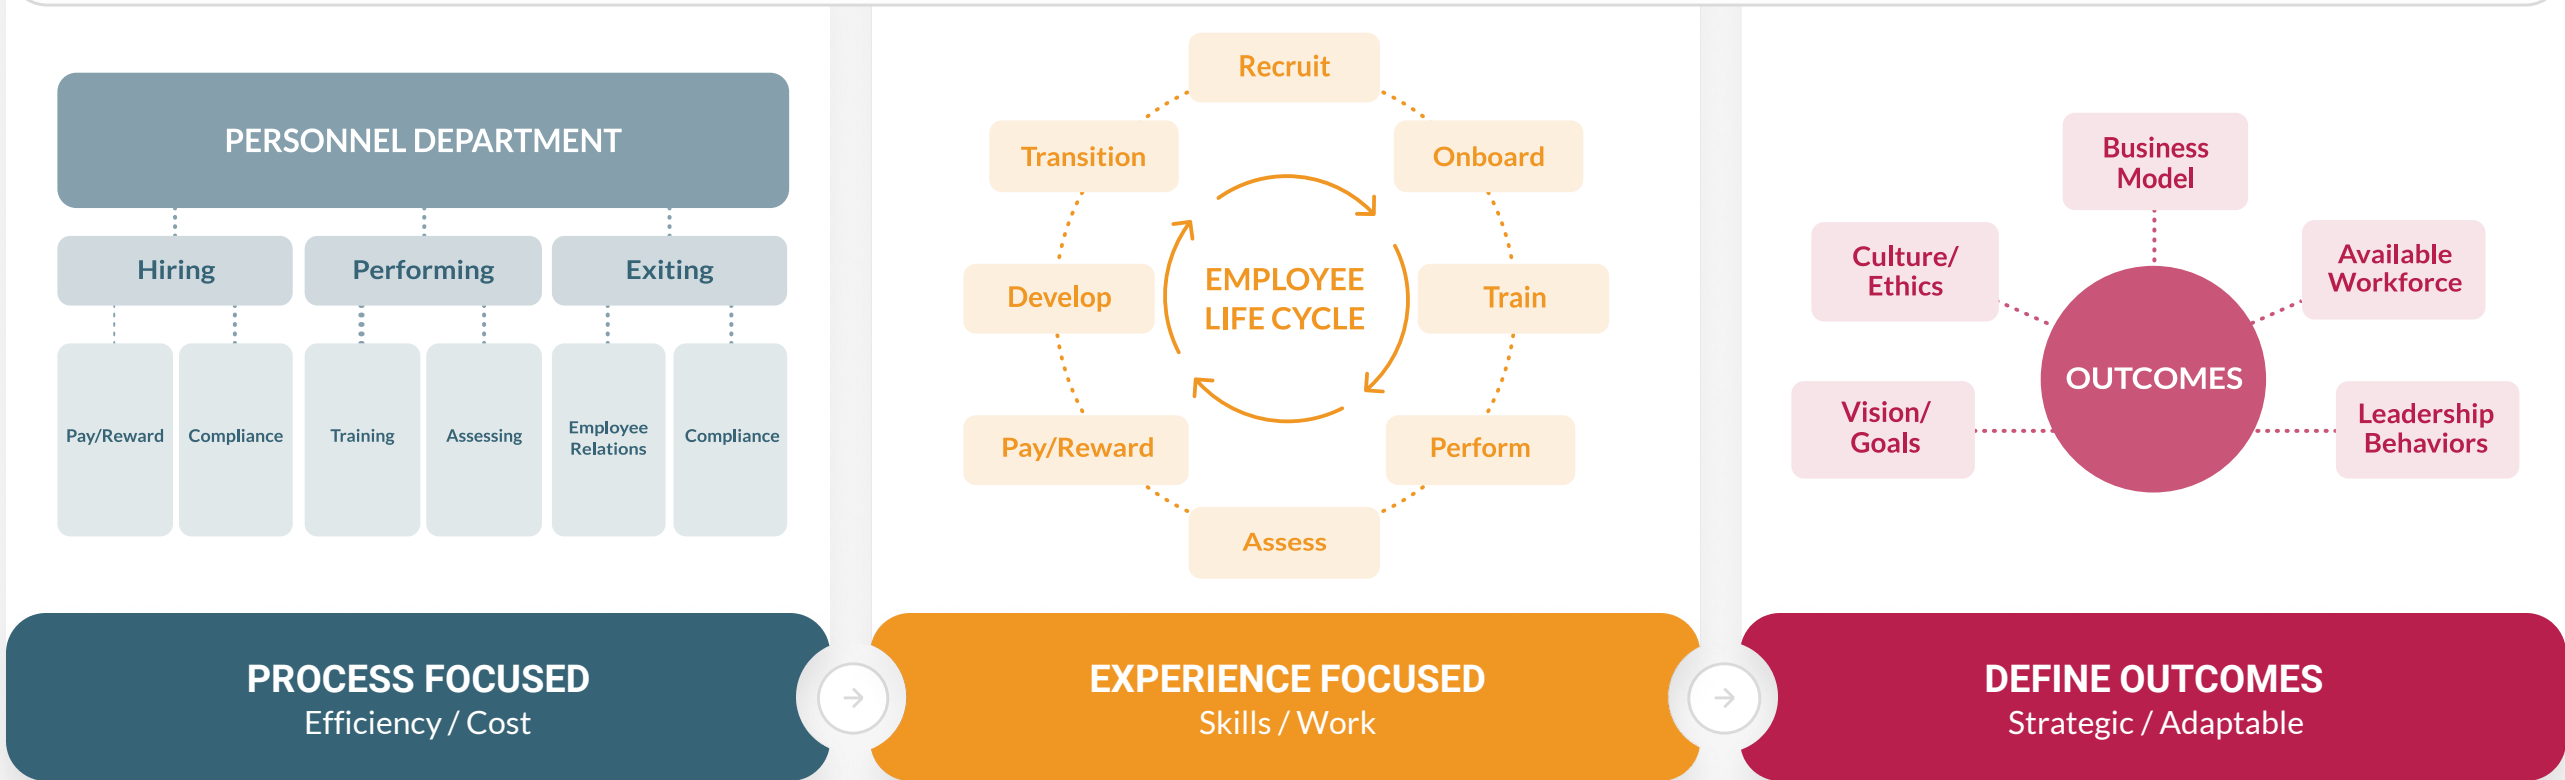 PERSONNEL DEPARTMENT
Hiring
Performing
Exiting
Pay/Reward
Compliance
Training
Assessing
Employee
Relations
Compliance
PROCESS FOCUSED
Efficiency / Cost
Recruit
Onboard
Train
Perform
Assess
Pay/Reward
Develop
Transition
EMPLOYEE
LIFE CYCLE
EXPERIENCE FOCUSED
Skills / Work
Business
Model
Available
Workforce
Leadership
Behaviors
Vision/
Goals
Culture/
Ethics
OUTCOMES
DEFINE OUTCOMES
Strategic / Adaptable